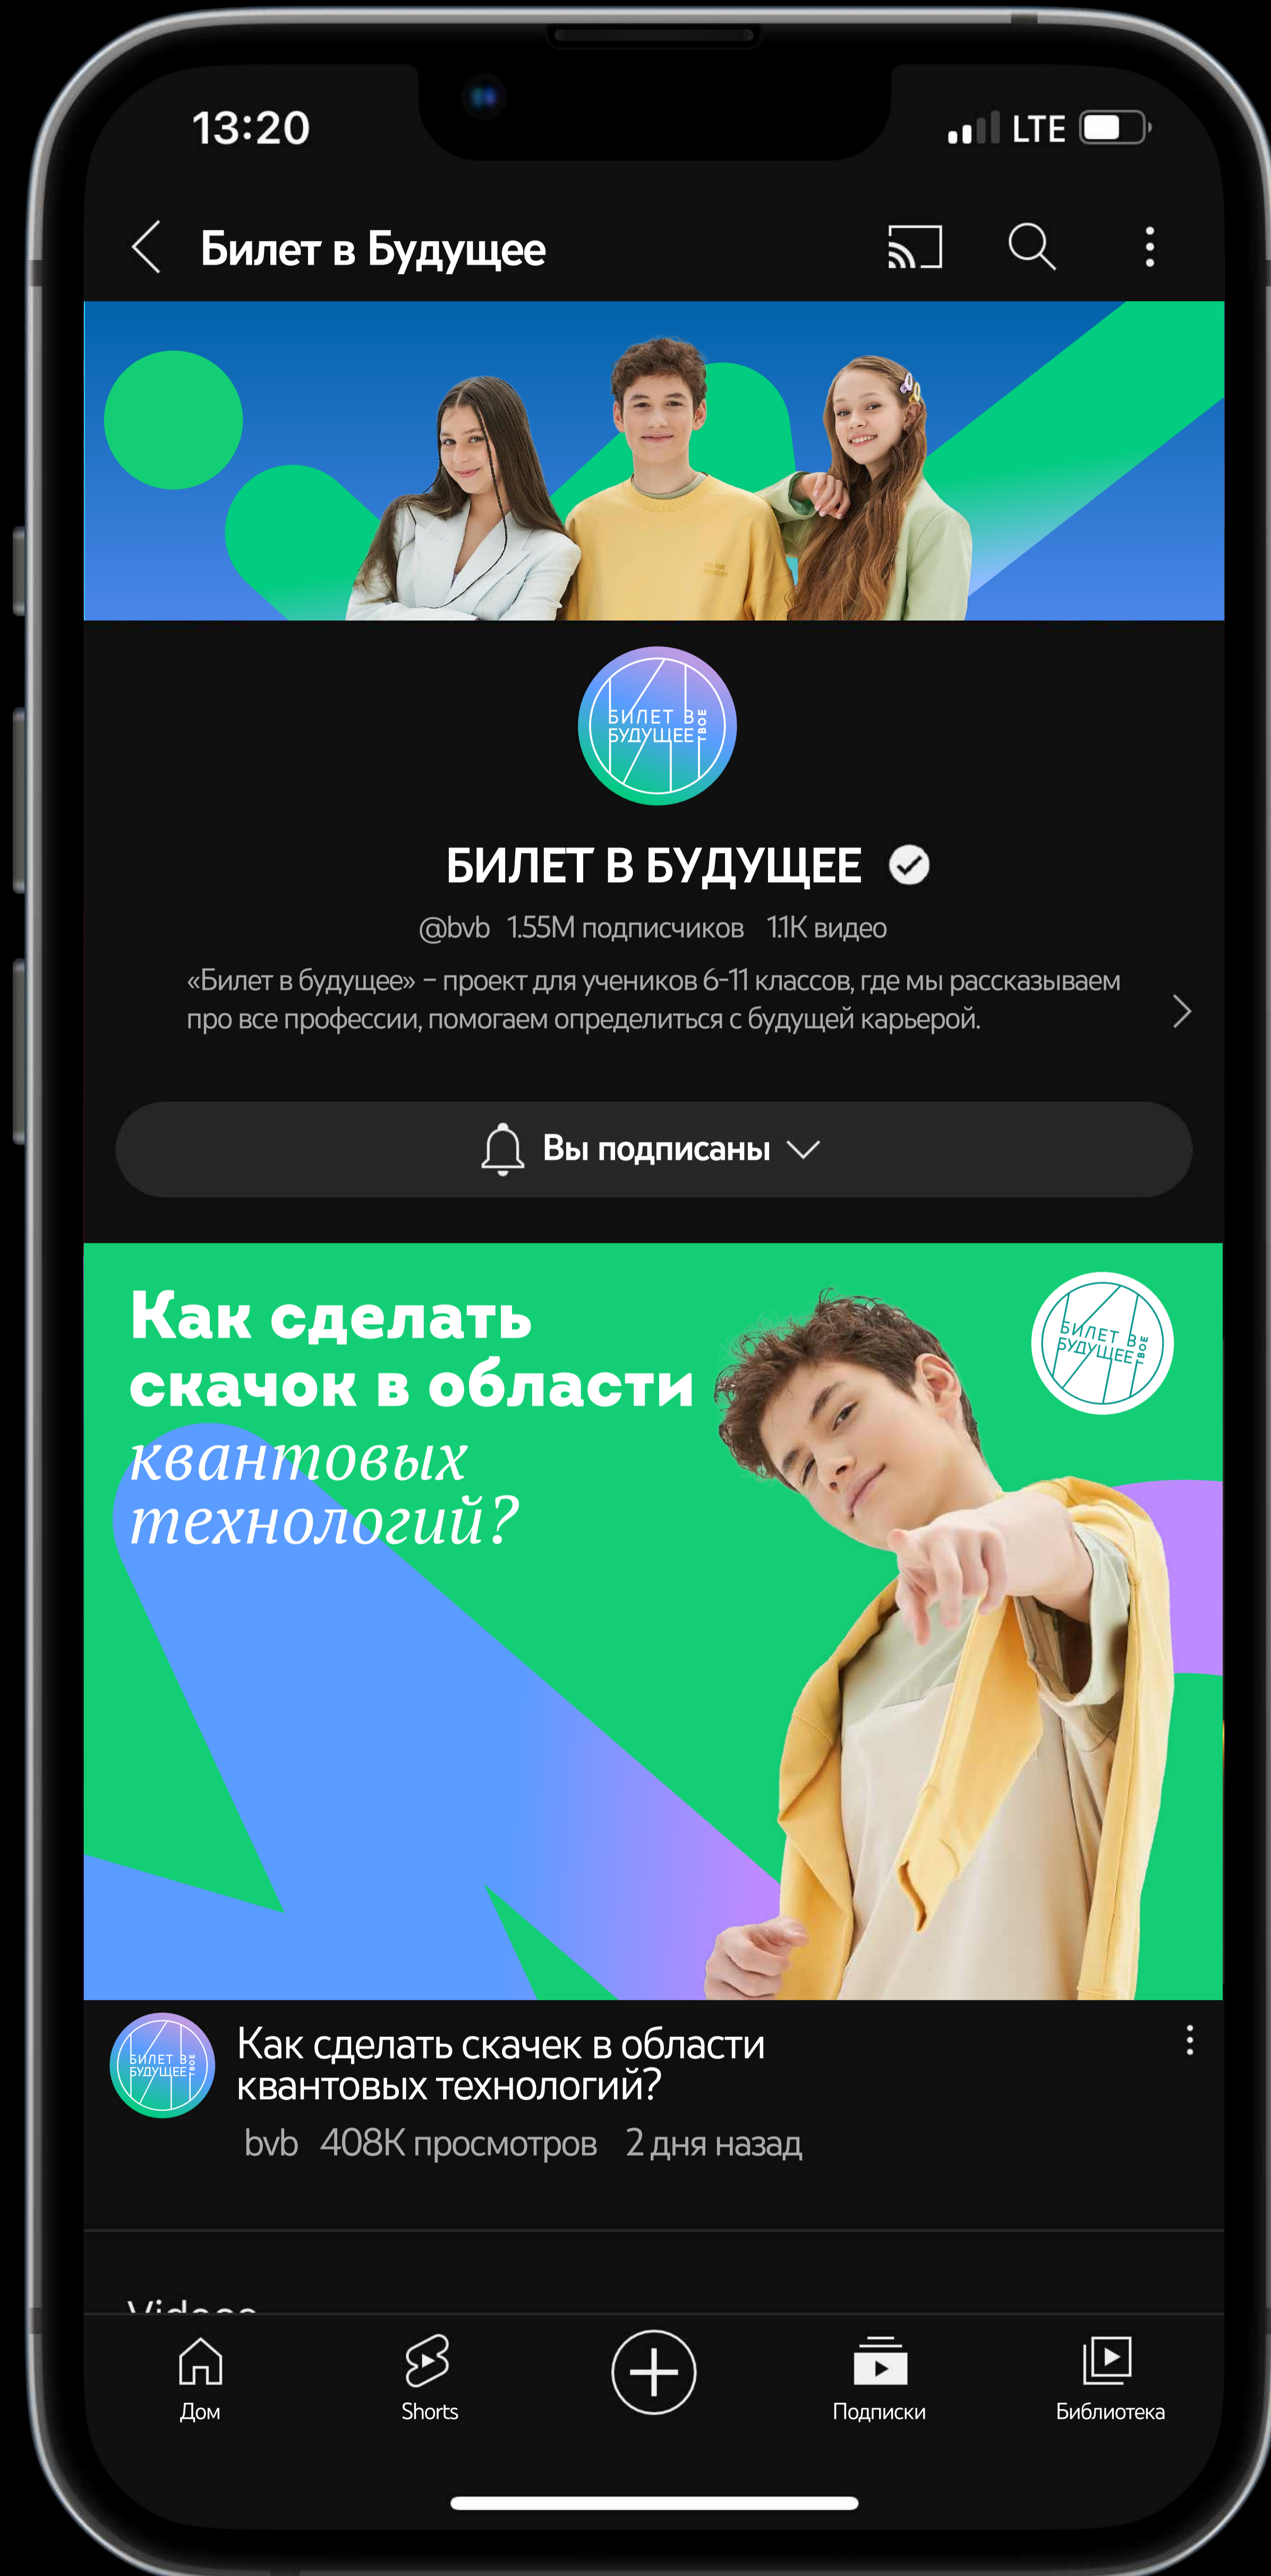 13:20
LTE
Билет в Будущее
БИЛЕТ В
БУДУЩЕЕ
ТВОЕ
БИЛЕТ В БУДУЩЕЕ
@bvb 1.55M подписчиков 1.1K видео
«Билет в будущее» – проект для учеников 6-11 классов, где мы рассказываем
про все профессии, помогаем определиться с будущей карьерой.
Вы подписаны
Как сделать
скачок в области
квантовых
технологий?
БИЛЕТ В
БУДУЩЕЕ
ТВОЕ
БИЛЕТ В
БУДУЩЕЕ
ТВОЕ
Как сделать скачек в области
квантовых технологий?
bvb 408K просмотров 2 дня назад
Videos
Дом
Shorts
Подписки
Библиотека